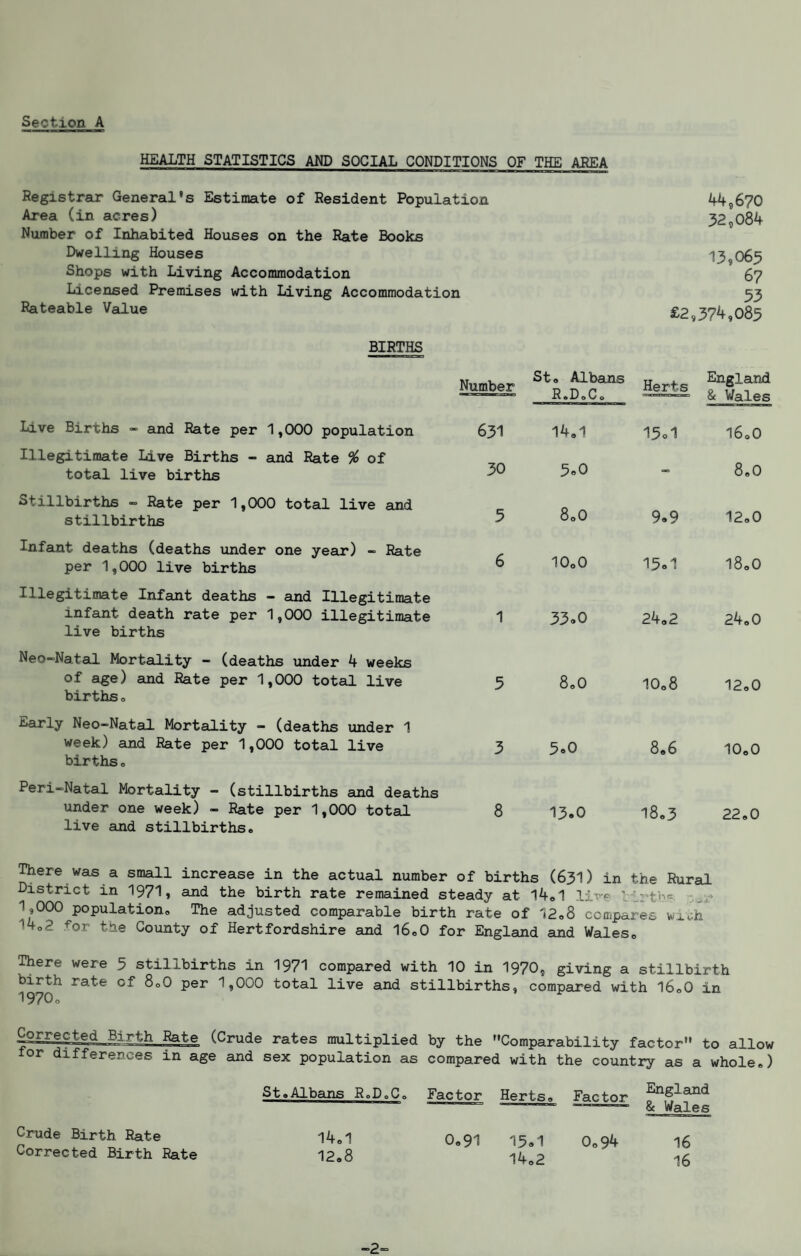 Section A
HEALTH STATISTICS AND SOCIAL CONDITIONS OF THE AREA
Registrar General's Estimate of Resident Population 44,670
Area (in acres) 32,084
Number of Inhabited Houses on the Rate Books
Dwelling Houses 13,065
Shops with Living Accommodation 67
Licensed Premises with Living Accommodation 53
Rateable Value £2,374,085
BIRTHS
Number St. Albans R.D.C. Herts England & Wales
Live Births - and Rate per 1,000 population 631 14.1 15.1 16.0
Illegitimate Live Births - and Rate % of
total live births 30 5.0 - 8.0
Stillbirths - Rate per 1,000 total live and
stillbirths 5 8.0 9.9 12.0
Infant deaths (deaths under one year) - Rate
per 1,000 live births 6 10.0 15.1 18.0
Illegitimate Infant deaths - and Illegitimate
infant death rate per 1,000 illegitimate 1 33.0 24.2 24.0
live births
Neo-Natal Mortality - (deaths under 4 weeks
of age) and Rate per 1,000 total live 5 8.0 10.8 12.0
births.
Early Neo-Natal Mortality - (deaths under 1
week) and Rate per 1,000 total live 3 5.0 8.6 10.0
births.
Peri-Natal Mortality - (stillbirths and deaths
under one week) - Rate per 1,000 total 8 13.0 18.3 22.0
live and stillbirths.
There was a small increase in the actual number of births (631) in the Rural
District in 1971, and the birth rate remained steady at 14.1 live births per
1,000 population. The adjusted comparable birth rate of 12.8 compares with
14.2 for the County of Hertfordshire and 16.0 for England and Wales.
There were 5 stillbirths in 1971 compared with 10 in 1970, giving a stillbirth
birth rate of 8.0 per 1,000 total live and stillbirths, compared with 16.0 in
1970.
Corrected Birth Rate (Crude rates multiplied by the "Comparability factor" to allow
for differences in age and sex population as compared with the country as a whole.)
St.Albans R.D.C. Factor Herts. Factor England & Wales
Crude Birth Rate 14.1 0.91 15.1 0.94 16
Corrected Birth Rate 12.8 14.2 16
-2-